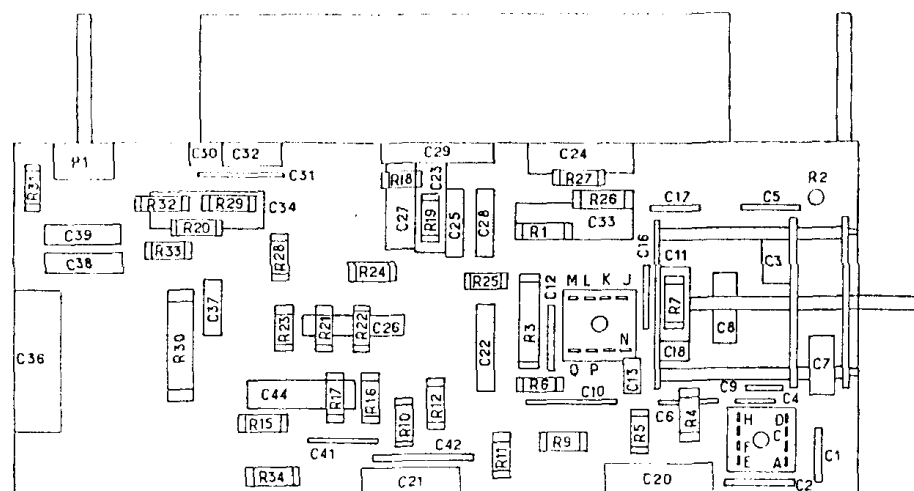 P1
C30
C32
C29
C24
C31
R31
R18
C23
R27
R2
R32
R29
C34
C27
R19
C25
C28
R26
C33
C17
C5
C39
R20
R1
C38
R33
R28
R24
R25
C16
C11
C3
M L K J
C37
C12
R7
C36
R30
R23
R21
R22
C26
C22
R3
N
C8
C7
Q P
C18
R6
C13
C9
C44
R17
R16
R12
C10
C6
R4
C4
R10
R15
R5
H D
C
F
E A
C1
C41
C42
R11
R9
R34
C21
C20
C2